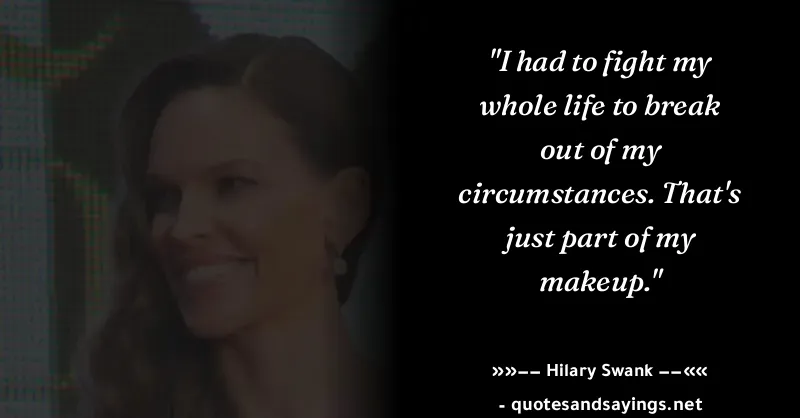 "I had to fight my
whole life to break
out of my
circumstances. That's
just part of my
makeup."
»»−− Hilary Swank −−««
- quotesandsayings.net